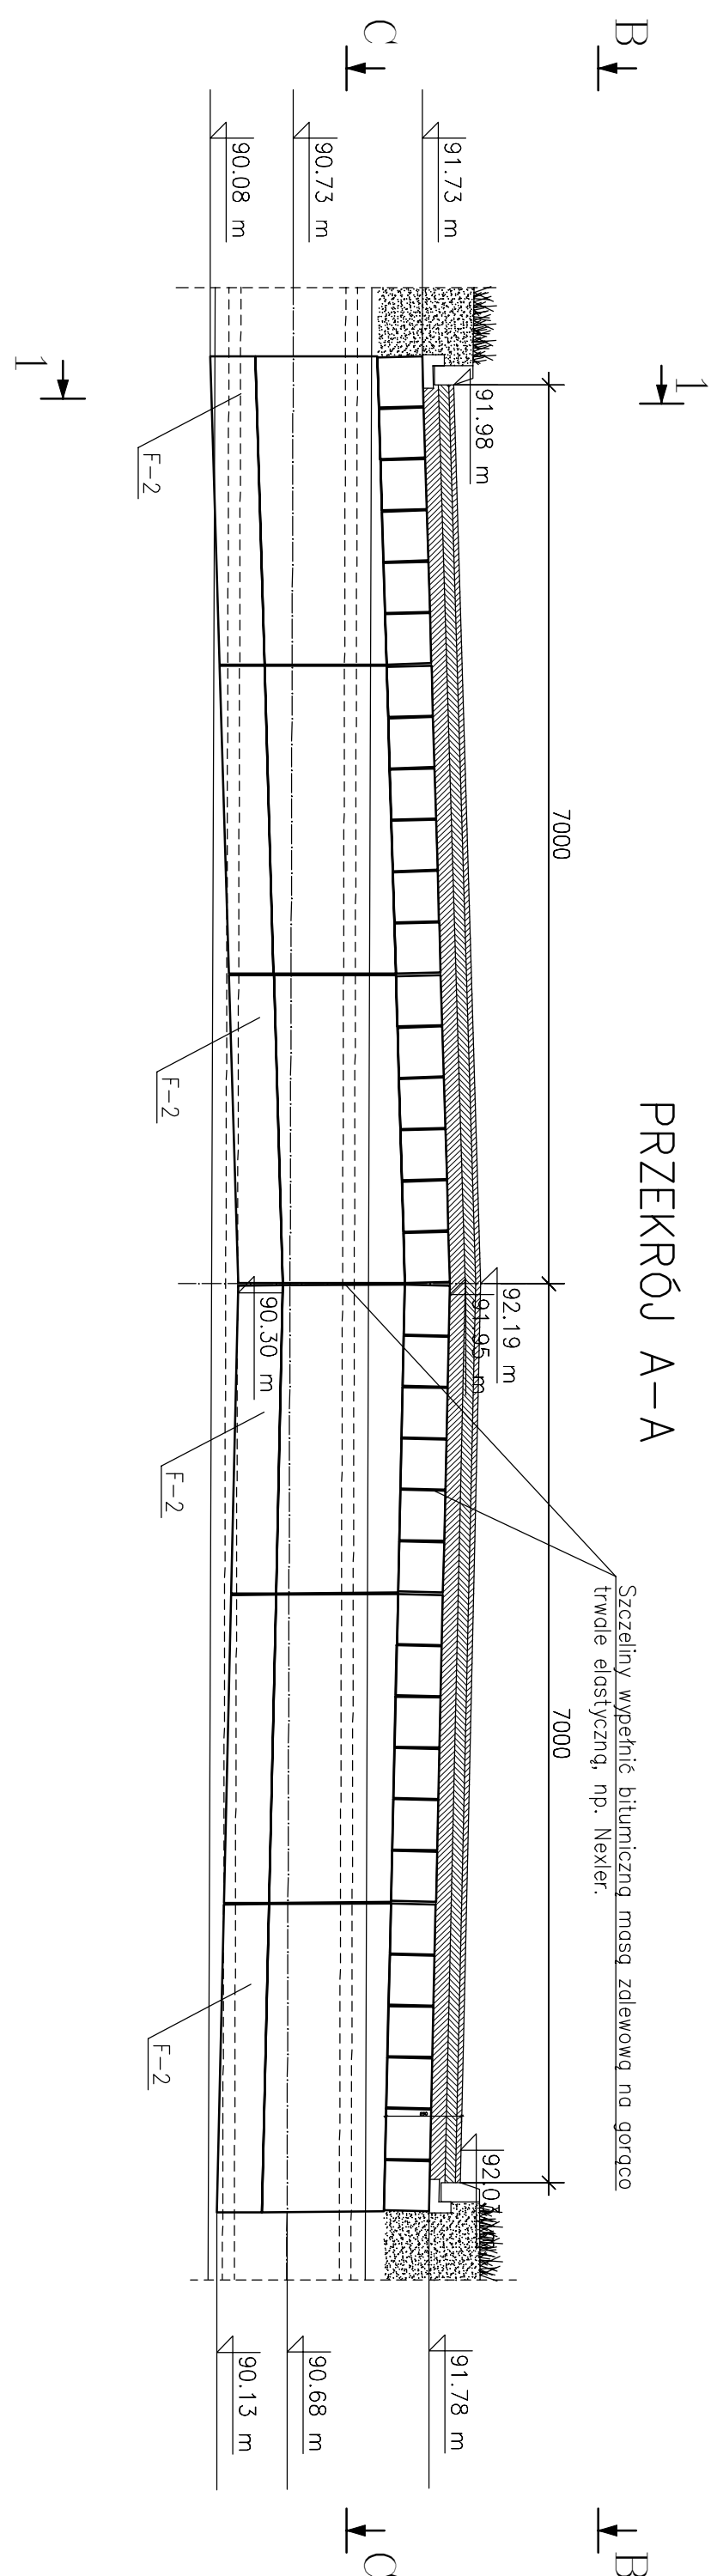 PRZEKRÓJ A-A
B
B
C
C
1
1
7000
7000
Szczeliny wypełnić bitumiczną masą zalewową na gorąco
trwale elastyczną, np. Nexler.
91.73 m
90.73 m
90.08 m
91.98 m
92.19 m
91.95 m
90.30 m
92.07
91.78 m
90.68 m
90.13 m
F-2
F-2
F-2
F-2